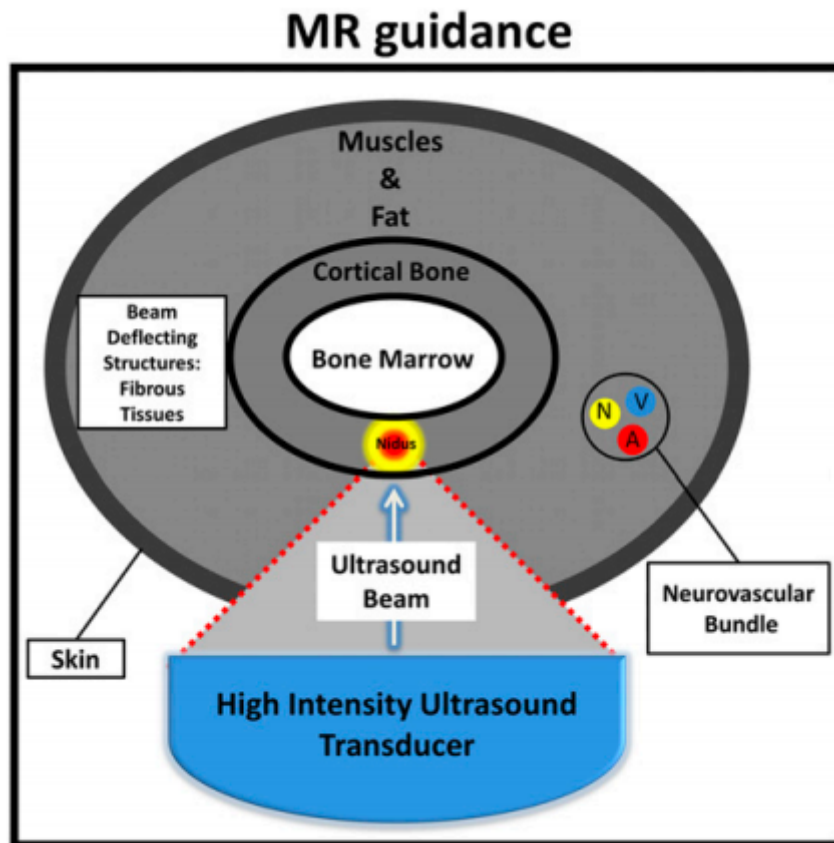 MR guidance
Muscles
&
Fat
Cortical Bone
Beam
Deflecting
Structures:
Fibrous
Tissues
Bone Marrow
N
V
A
Nidus
Ultrasound
Beam
Neurovascular
Bundle
Skin
High Intensity Ultrasound
Transducer